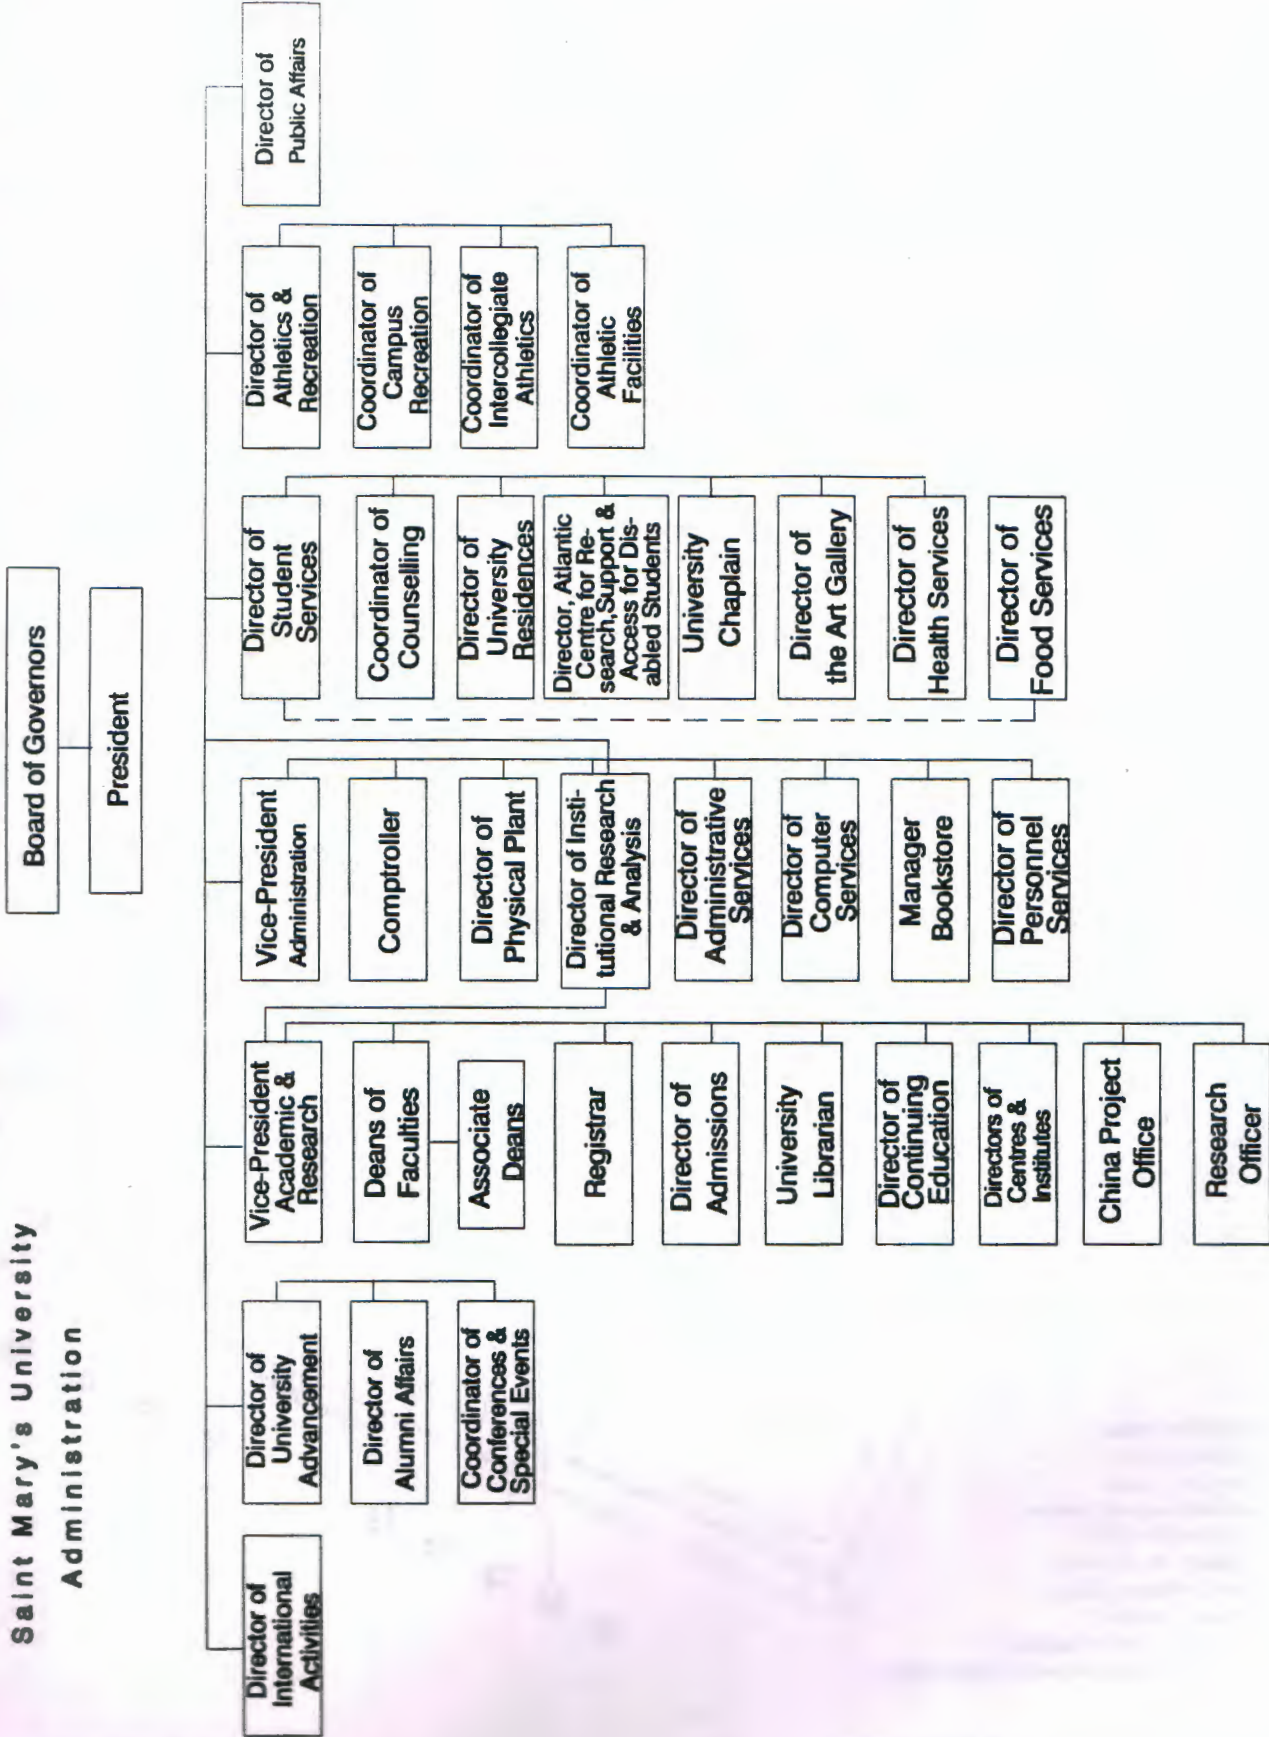 Saint Mary's University
Administration
Board of Governors
President
Director of
International
Activities
Director of
University
Advancement
Director of
Alumni Affairs
Coordinator of
Conferences &
Special Events
Vice-President
Academic &
Research
Deans of
Faculties
Associate
Deans
Registrar
Director of
Admissions
University
Librarian
Director of
Continuing
Education
Directors of
Centres &
Institutes
China Project
Office
Research
Officer
Vice-President
Administration
Comptroller
Director of
Physical Plant
Director of Insti-
tutional Research
& Analysis
Director of
Administrative
Services
Director of
Computer
Services
Manager
Bookstore
Director of
Personnel
Services
Director of
Student
Services
Coordinator of
Counselling
Director of
University
Residences
Director, Atlantic
Centre for Re-
search,Support &
Access for Dis-
abled Students
University
Chaplain
Director of
the Art Gallery
Director of
Health Services
Director of
Food Services
Director of
Athletics &
Recreation
Coordinator of
Campus
Recreation
Coordinator of
Intercollegiate
Athletics
Coordinator of
Athletic
Facilities
Director of
Public Affairs